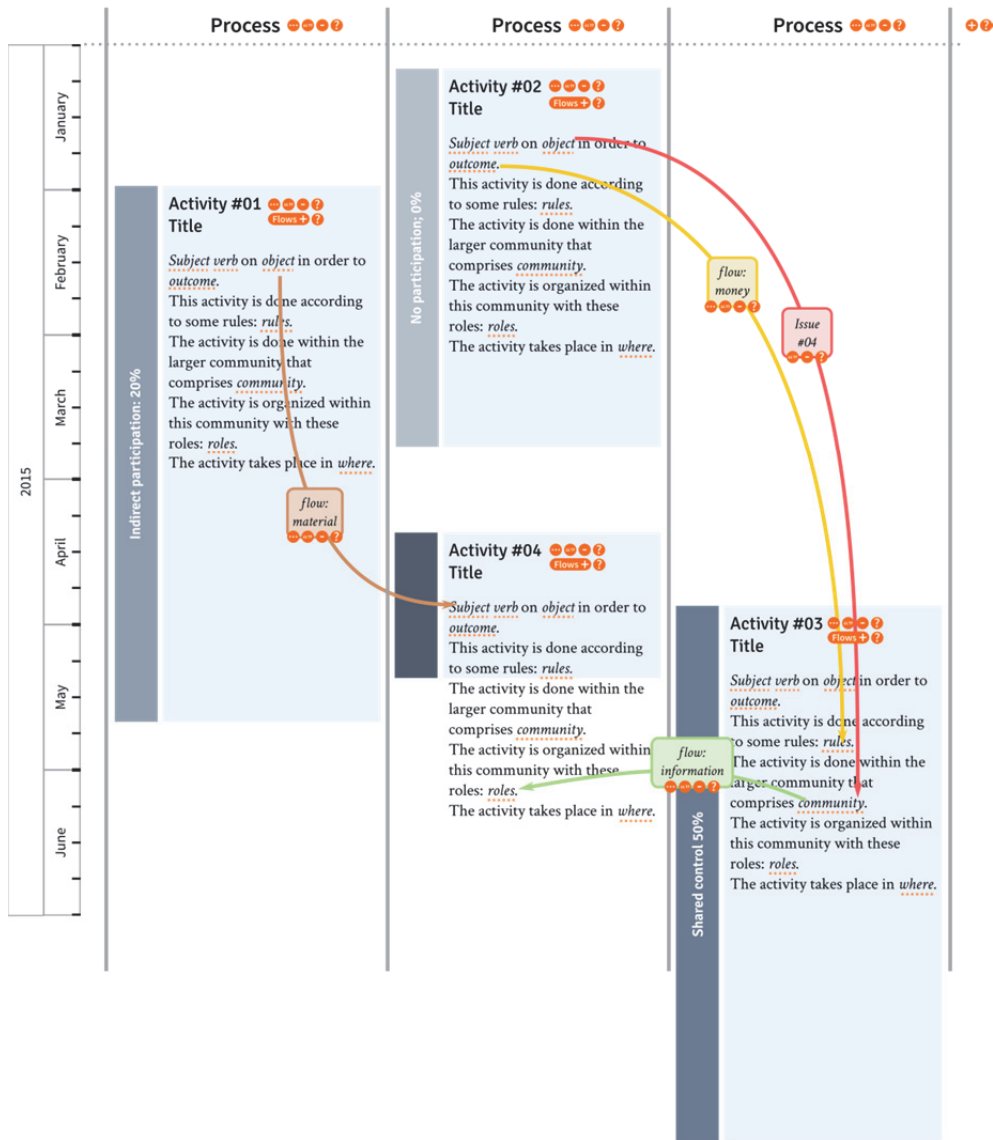 Process
Process
Process
2015
January
February
March
April
May
June
Indirect participation: 20%
Activity #01
Flows +
Title
Subject verb on object in order to
outcome.
This activity is done according
to some rules: rules.
The activity is done within the
larger community that
comprises community.
The activity is organized within
this community with these
roles: roles.
The activity takes place in where.
flow:
material
No participation; 0%
Activity #02
Flows +
Title
Subject verb on object in order to
outcome.
This activity is done according
to some rules: rules.
The activity is done within the
larger community that
comprises community.
The activity is organized within
this community with these
roles: roles.
The activity takes place in where.
flow:
money
Issue
#04
Activity #04
Flows +
Title
Subject verb on object in order to
outcome.
This activity is done according
to some rules: rules.
The activity is done within the
larger community that
comprises community.
The activity is organized within
this community with these
roles: roles.
The activity takes place in where.
flow:
information
Shared control 50%
Activity #03
Flows +
Title
Subject verb on object in order to
outcome.
This activity is done according
to some rules: rules.
The activity is done within the
larger community that
comprises community.
The activity is organized within
this community with these
roles: roles.
The activity takes place in where.